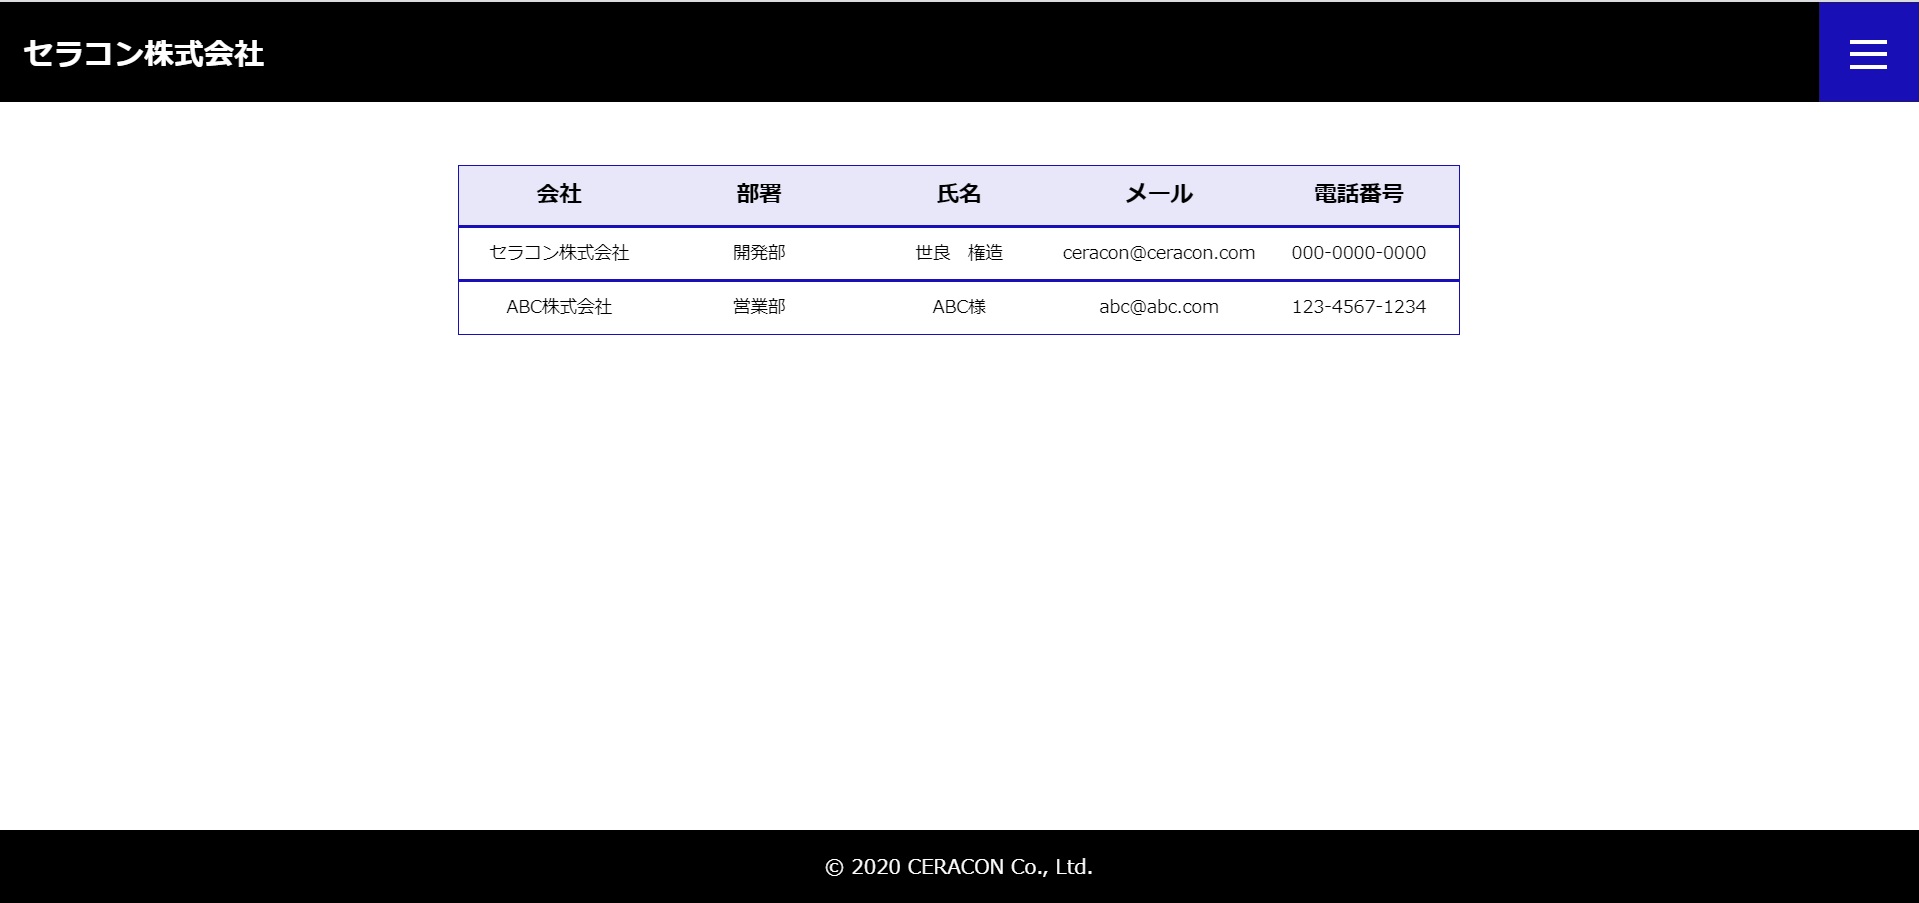 セラコン株式会社
会社 部署 氏名 メール 電話番号
セラコン株式会社 開発部 世良　権造 ceracon@ceracon.com 000-0000-0000
ABC株式会社 営業部 ABC様 abc@abc.com 123-4567-1234
© 2020 CERACON Co., Ltd.